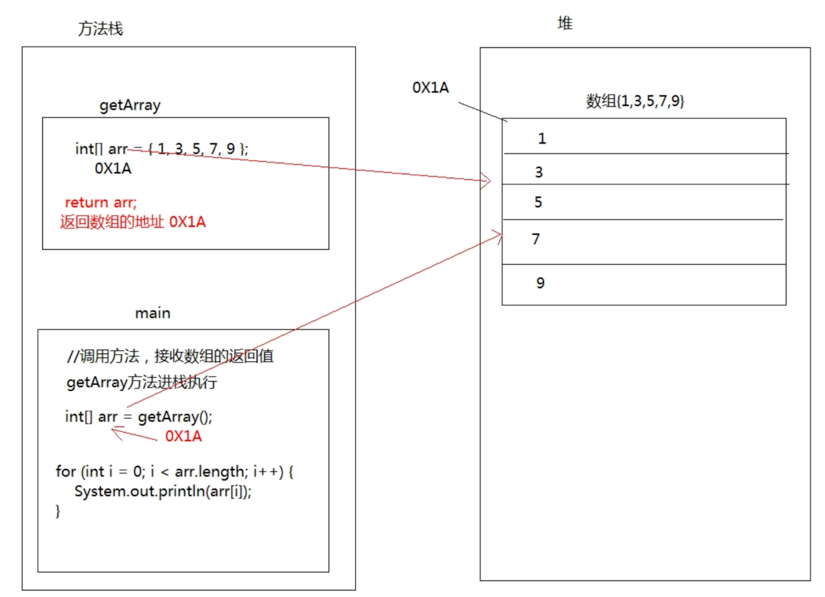 方法栈
getArray
int[] arr = { 1, 3, 5, 7, 9 };
0X1A
return arr;
返回数组的地址 0X1A
main
//调用方法，接收数组的返回值
getArray方法进栈执行
int[] arr = getArray();
0X1A
for (int i = 0; i < arr.length; i++) {
System.out.println(arr[i]);
}
堆
0X1A
数组{1,3,5,7,9}
1
3
5
7
9